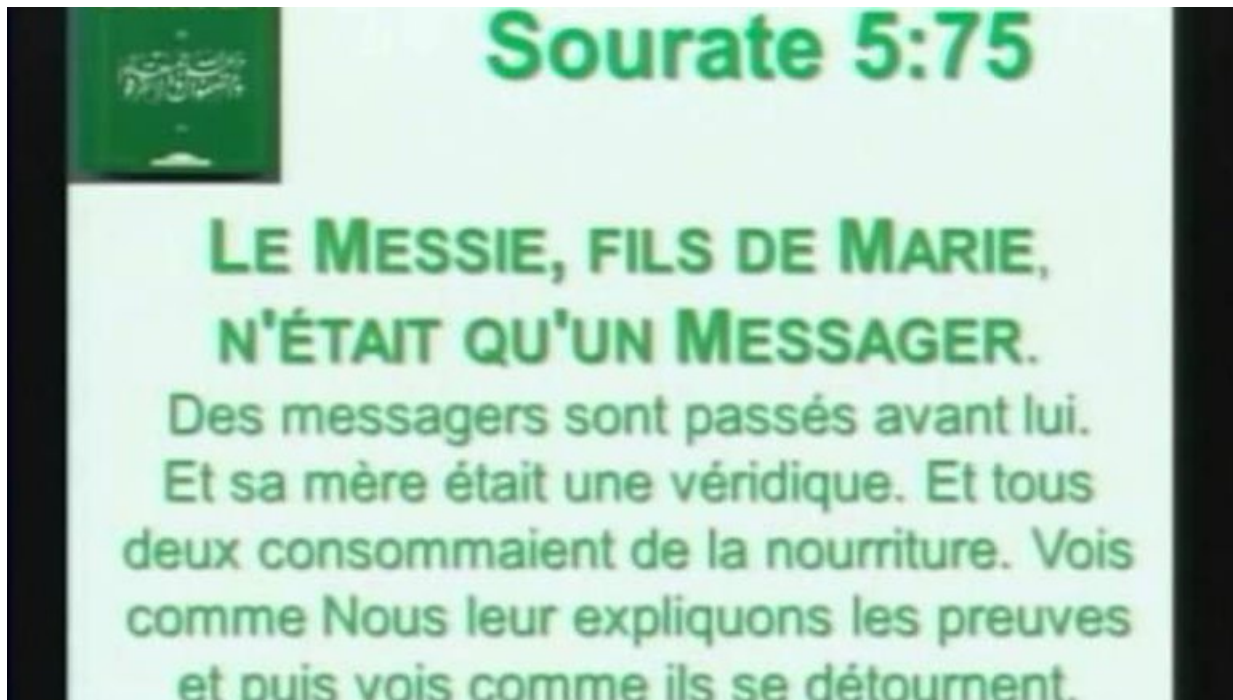 Sourate 5:75
LE MESSIE, FILS DE MARIE,
N'ÉTAIT QU'UN MESSAGER.
Des messagers sont passés avant lui.
Et sa mère était une véridique. Et tous
deux consommaient de la nourriture. Vois
comme Nous leur expliquons les preuves
et puis vois comme ils se détournent